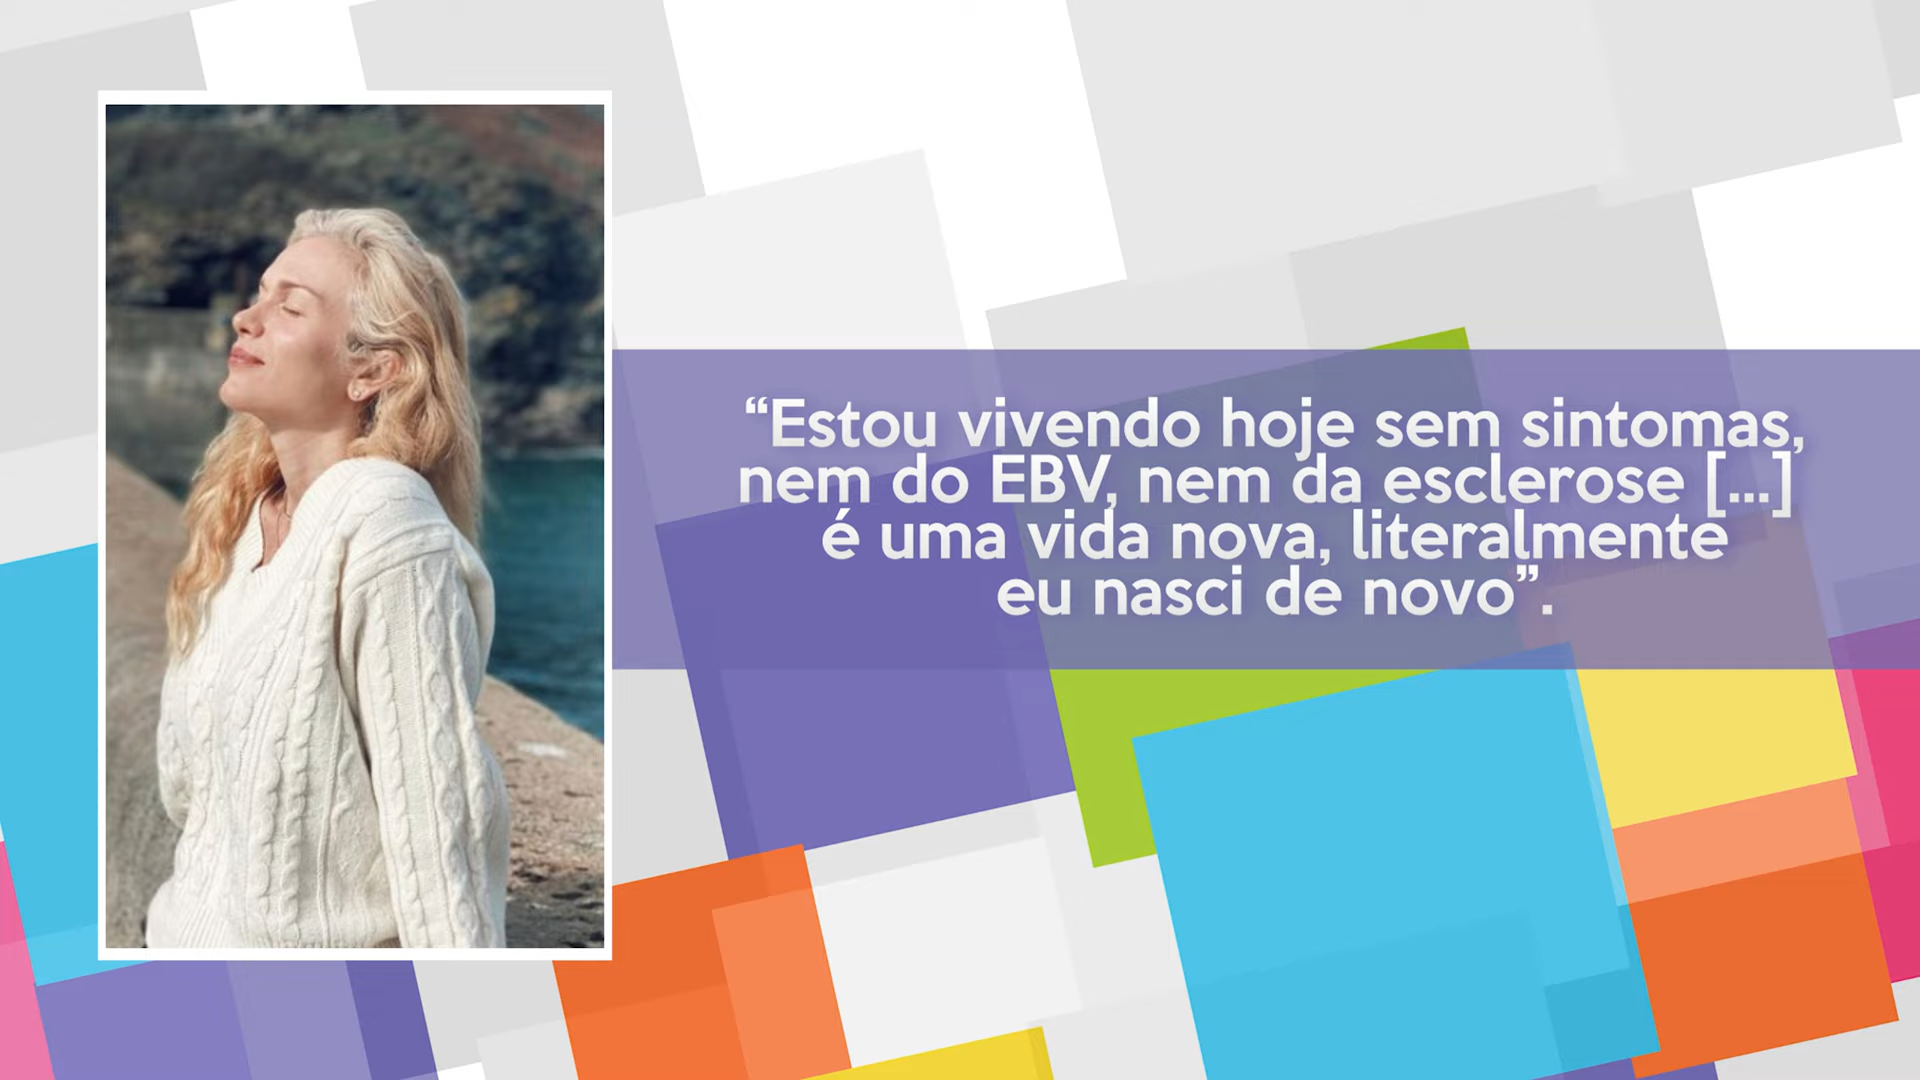 “Estou vivendo hoje sem sintomas,
nem do EBV, nem da esclerose [...]
é uma vida nova, literalmente
eu nasci de novo”.